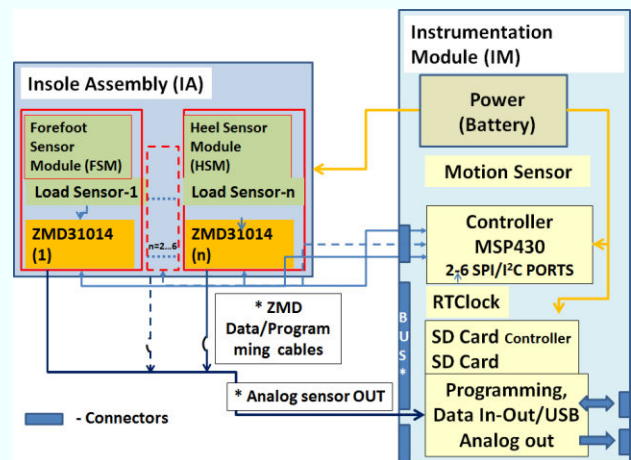 Insole Assembly (IA)
Forefoot
Sensor
Module (FSM)
Load Sensor-1
ZMD31014
(1)
n=2...6
Heel Sensor
Module
(HSM)
Load Sensor-n
ZMD31014
(n)
* ZMD
Data/Program
ming cables
* Analog sensor OUT
- Connectors
Instrumentation
Module (IM)
Power
(Battery)
Motion Sensor
Controller
MSP430
2-6 SPI/I²C PORTS
RTClock
BUS*
SD Card Controller
SD Card
Programming,
Data In-Out/USB
Analog out